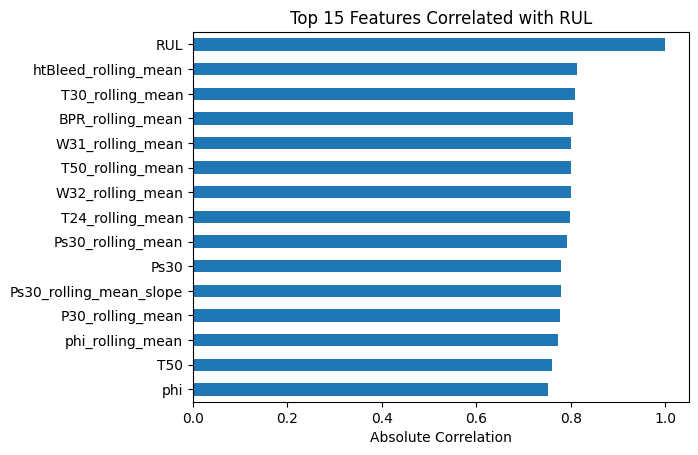 Top 15 Features Correlated with RUL
RUL
htBleed_rolling_mean
T30_rolling_mean
BPR_rolling_mean
W31_rolling_mean
T50_rolling_mean
W32_rolling_mean
T24_rolling_mean
Ps30_rolling_mean
Ps30
Ps30_rolling_mean_slope
P30_rolling_mean
phi_rolling_mean
T50
phi
0.0 0.2 0.4 0.6 0.8 1.0
Absolute Correlation